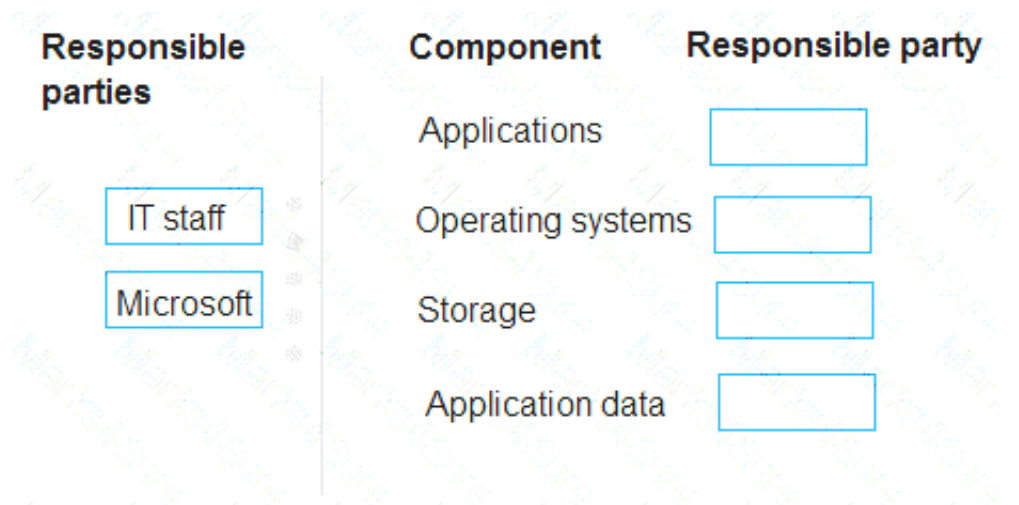 Responsible
parties
Component
Responsible party
IT staff
Microsoft
Applications
Operating systems
Storage
Application data